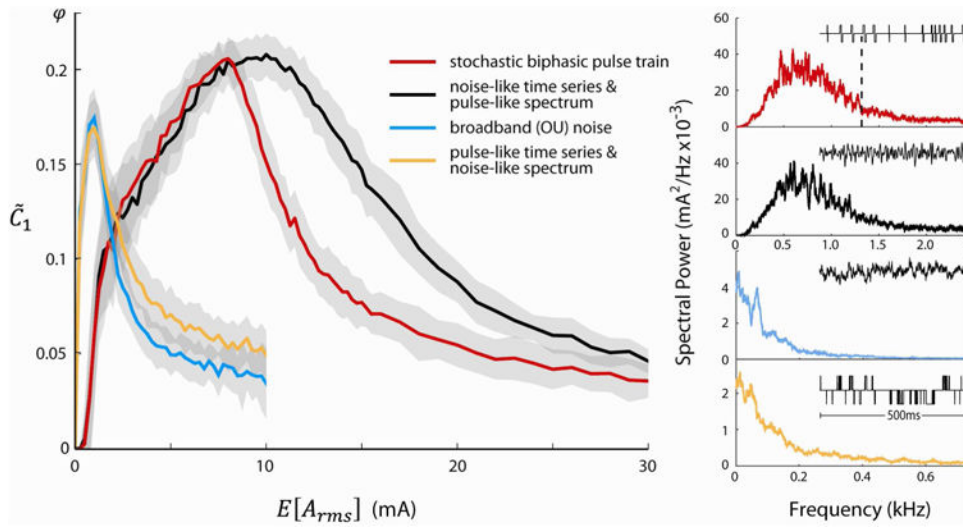 φ
0.2
0.15
0.1
0.05
0
C̃₁
0
10
20
30
E[A_rms] (mA)
stochastic biphasic pulse train
noise-like time series &
pulse-like spectrum
broadband (OU) noise
pulse-like time series &
noise-like spectrum
Spectral Power (mA²/Hz x10⁻³)
60
40
20
0
60
40
20
0
0
0.5
1.0
1.5
2.0
4
2
0
2
1
0
500ms
0
0.2
0.4
0.6
Frequency (kHz)